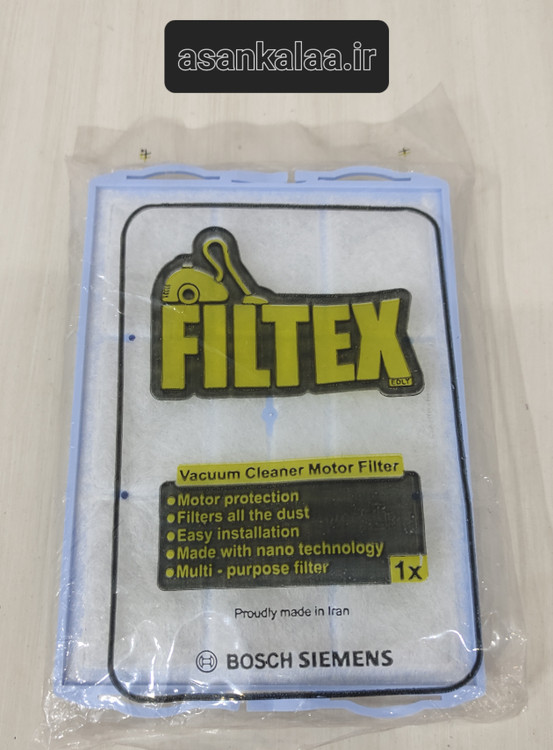 asankalaa.ir
FILTEX
EDLT
Vacuum Cleaner Motor Filter
•Motor protection
•Filters all the dust
•Easy installation
•Made with nano technology
•Multi - purpose filter
1x
Proudly made in Iran
BOSCH SIEMENS